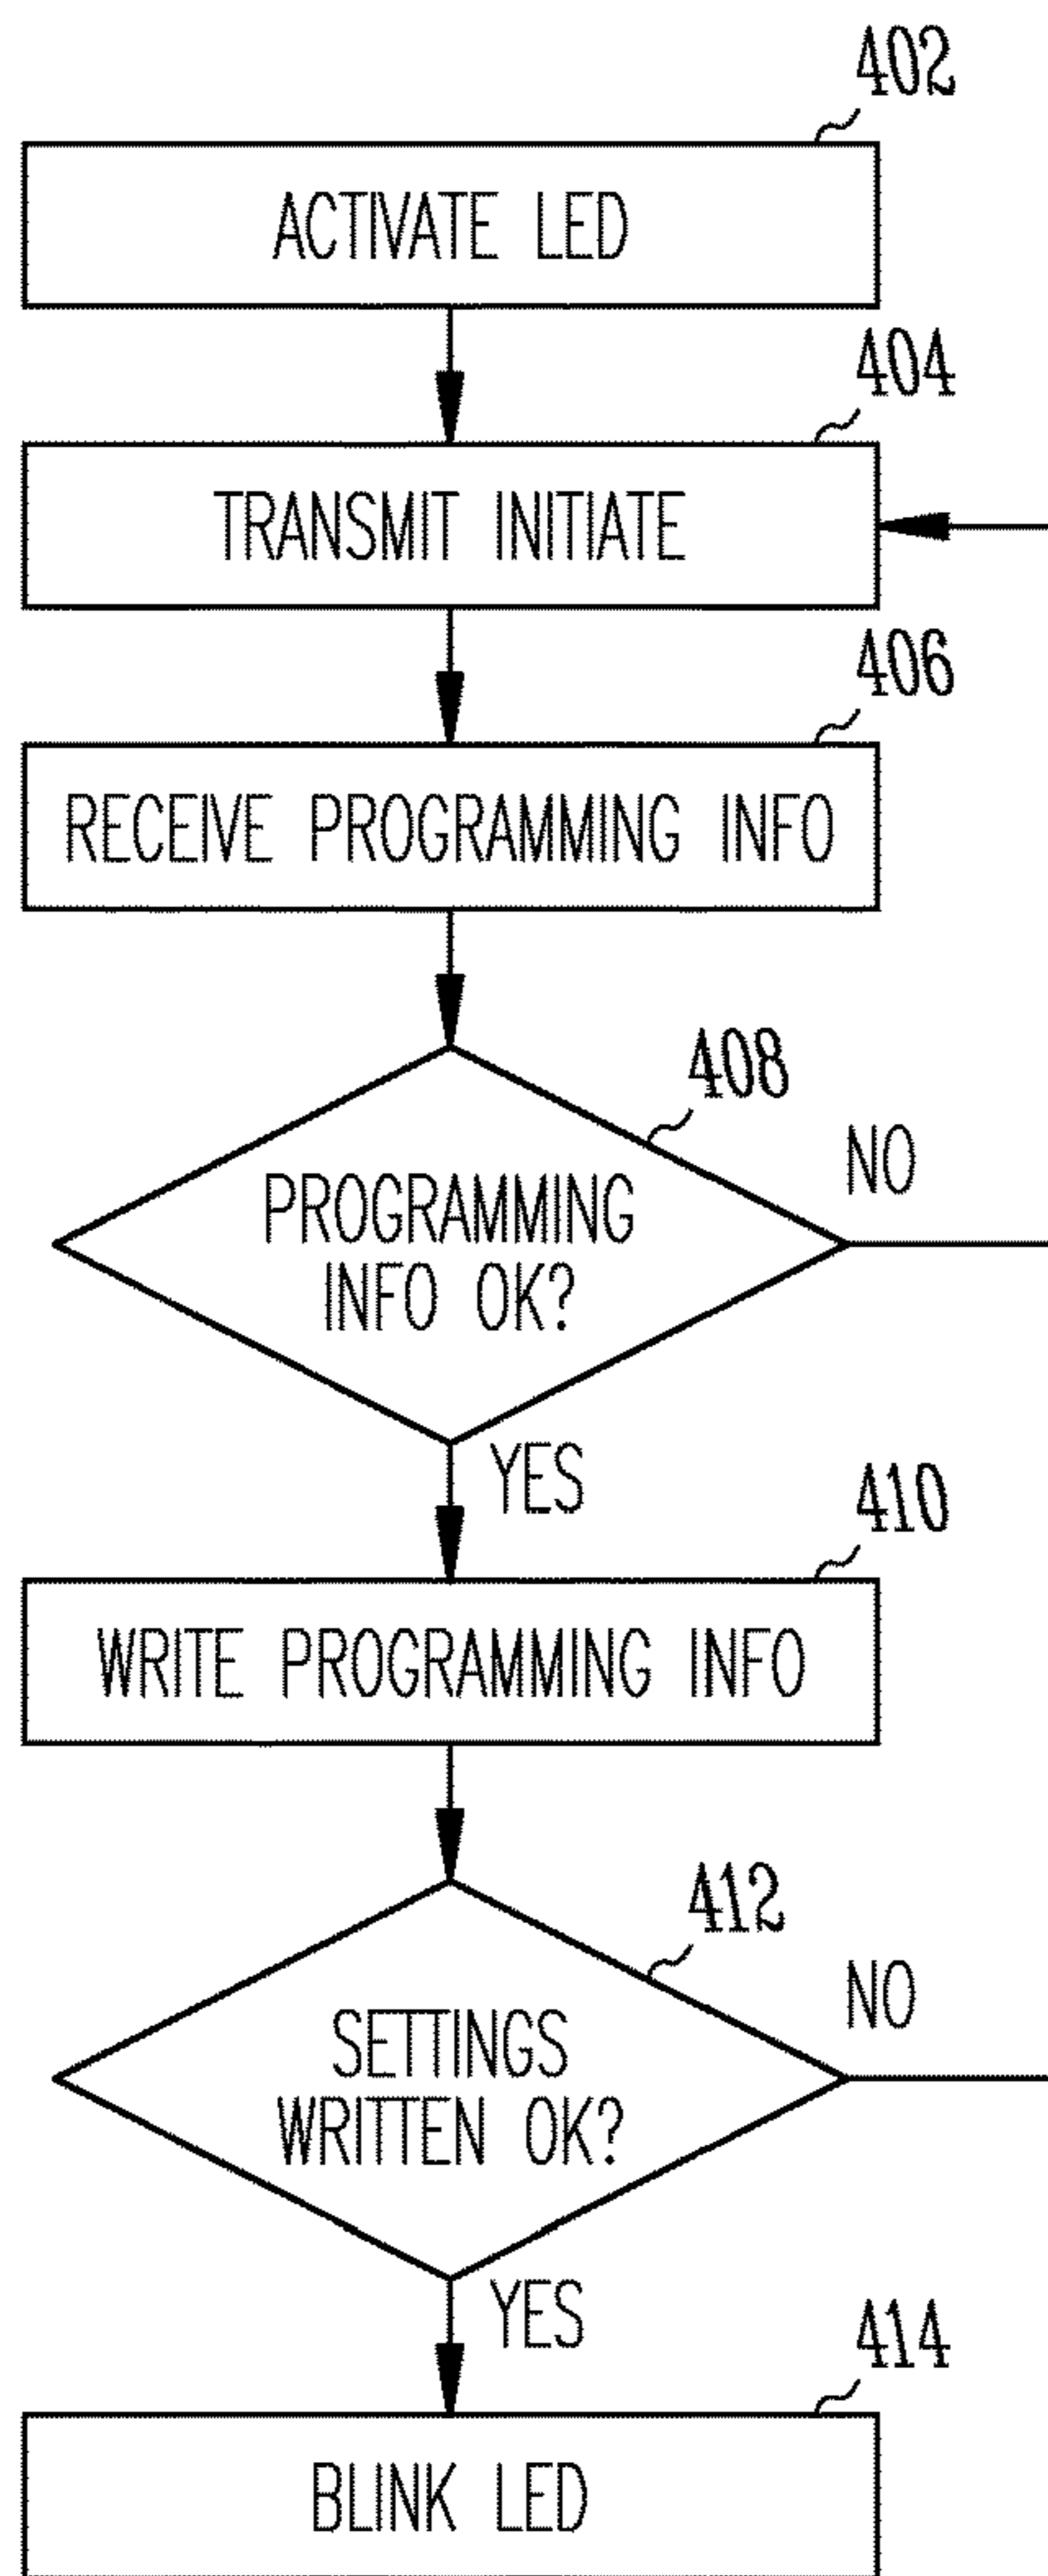 402
ACTIVATE LED
404
TRANSMIT INITIATE
406
RECEIVE PROGRAMMING INFO
408
NO
PROGRAMMING
INFO OK?
YES
410
WRITE PROGRAMMING INFO
412
NO
SETTINGS
WRITTEN OK?
YES
414
BLINK LED